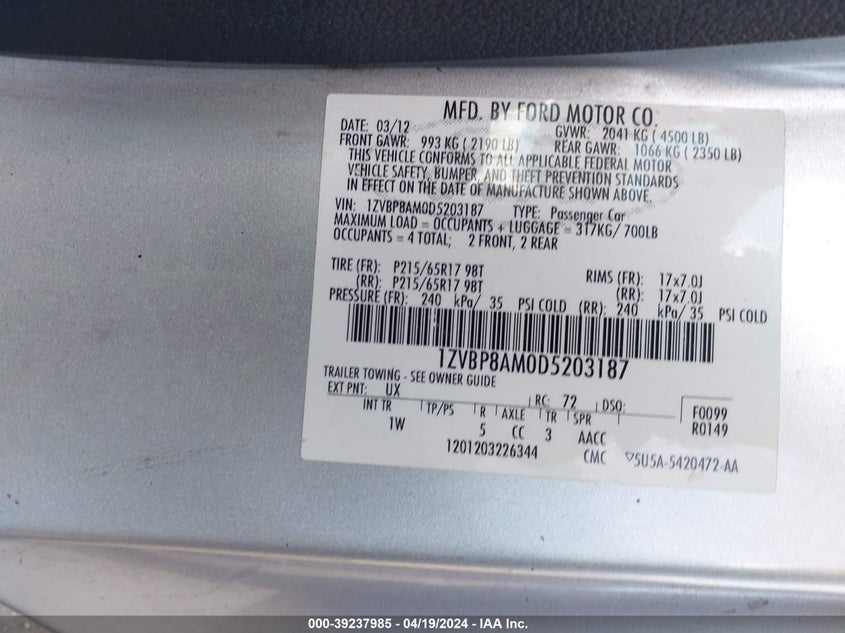 MFD. BY FORD MOTOR CO.
DATE: 03/12 GVWR: 2041 KG ( 4500 LB)
FRONT GAWR: 993 KG ( 2190 LB) REAR GAWR: 1066 KG ( 2350 LB)
THIS VEHICLE CONFORMS TO ALL APPLICABLE FEDERAL MOTOR
VEHICLE SAFETY, BUMPER, AND THEFT PREVENTION STANDARDS
IN EFFECT ON THE DATE OF MANUFACTURE SHOWN ABOVE.
VIN: 1ZVBP8AM0D5203187 TYPE: Passenger Car
MAXIMUM LOAD = OCCUPANTS + LUGGAGE = 317KG/ 700LB
OCCUPANTS = 4 TOTAL; 2 FRONT, 2 REAR
TIRE (FR): P215/65R17 98T RIMS (FR): 17x7.0J
(RR): P215/65R17 98T (RR): 17x7.0J
PRESSURE (FR): 240 kPa/ 35 PSI COLD (RR): 240 kPa/ 35 PSI COLD
1ZVBP8AM0D5203187
TRAILER TOWING - SEE OWNER GUIDE
EXT PNT: UX RC: 72 DSO: F0099
INT TR TP/PS R AXLE TR SPR R0149
1W 5 CC 3 AACC
1201203226344 CMC 5U5A-5420472-AA
000-39237985 - 04/19/2024 - IAA Inc.